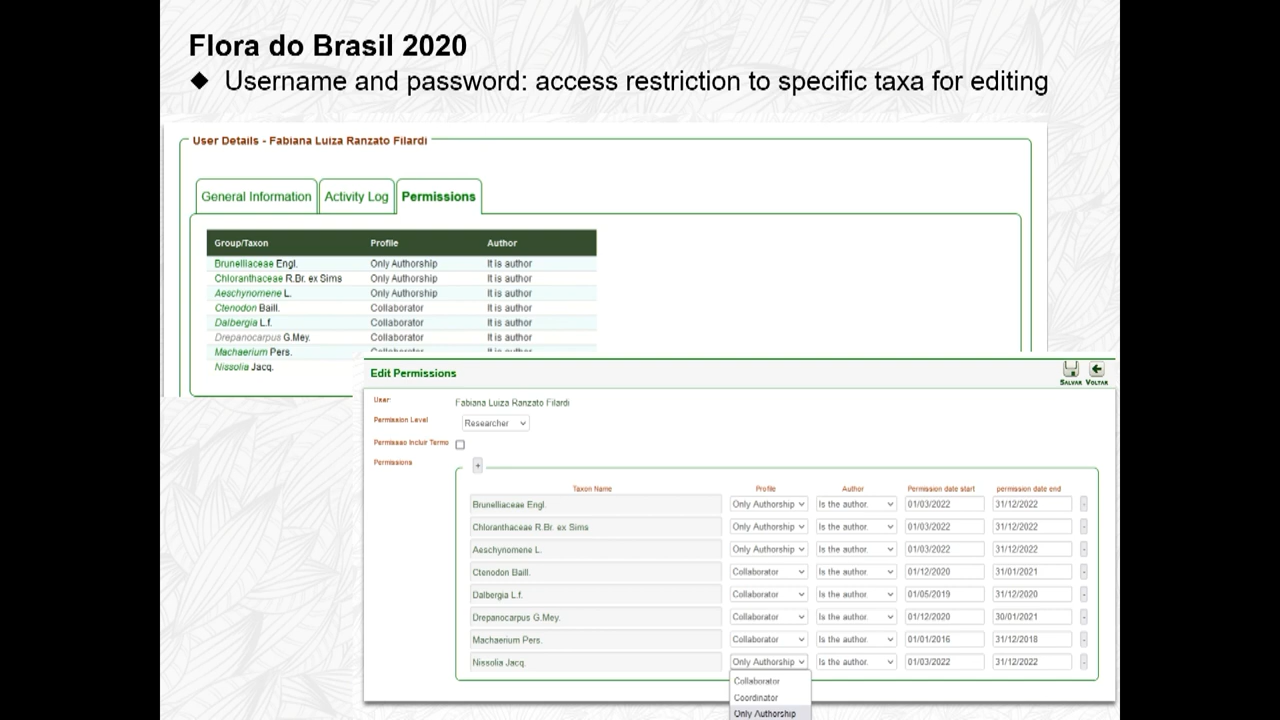 Flora do Brasil 2020
◆ Username and password: access restriction to specific taxa for editing
User Details - Fabiana Luiza Ranzato Filardi
General Information Activity Log Permissions
Group/Taxon Profile Author
Brunelliaceae Engl. Only Authorship It is author
Chloranthaceae R.Br. ex Sims Only Authorship It is author
Aeschynomene L. Only Authorship It is author
Ctenodon Baill. Collaborator It is author
Dalbergia L.f. Collaborator It is author
Drepanocarpus G.Mey. Collaborator It is author
Machaerium Pers. Collaborator It is author
Nissolia Jacq.
Edit Permissions
SALVAR VOLTAR
User: Fabiana Luiza Ranzato Filardi
Permission Level Researcher
Permissao Incluir Termo
Permissions +
Taxon Name Profile Author Permission date start permission date end
Brunelliaceae Engl. Only Authorship Is the author. 01/03/2022 31/12/2022 -
Chloranthaceae R.Br. ex Sims Only Authorship Is the author. 01/03/2022 31/12/2022 -
Aeschynomene L. Only Authorship Is the author. 01/03/2022 31/12/2022 -
Ctenodon Baill. Collaborator Is the author. 01/12/2020 31/01/2021 -
Dalbergia L.f. Collaborator Is the author. 01/05/2019 31/12/2020 -
Drepanocarpus G.Mey. Collaborator Is the author. 01/12/2020 30/01/2021 -
Machaerium Pers. Collaborator Is the author. 01/01/2016 31/12/2018 -
Nissolia Jacq. Only Authorship Is the author. 01/03/2022 31/12/2022 -
Collaborator
Coordinator
Only Authorship